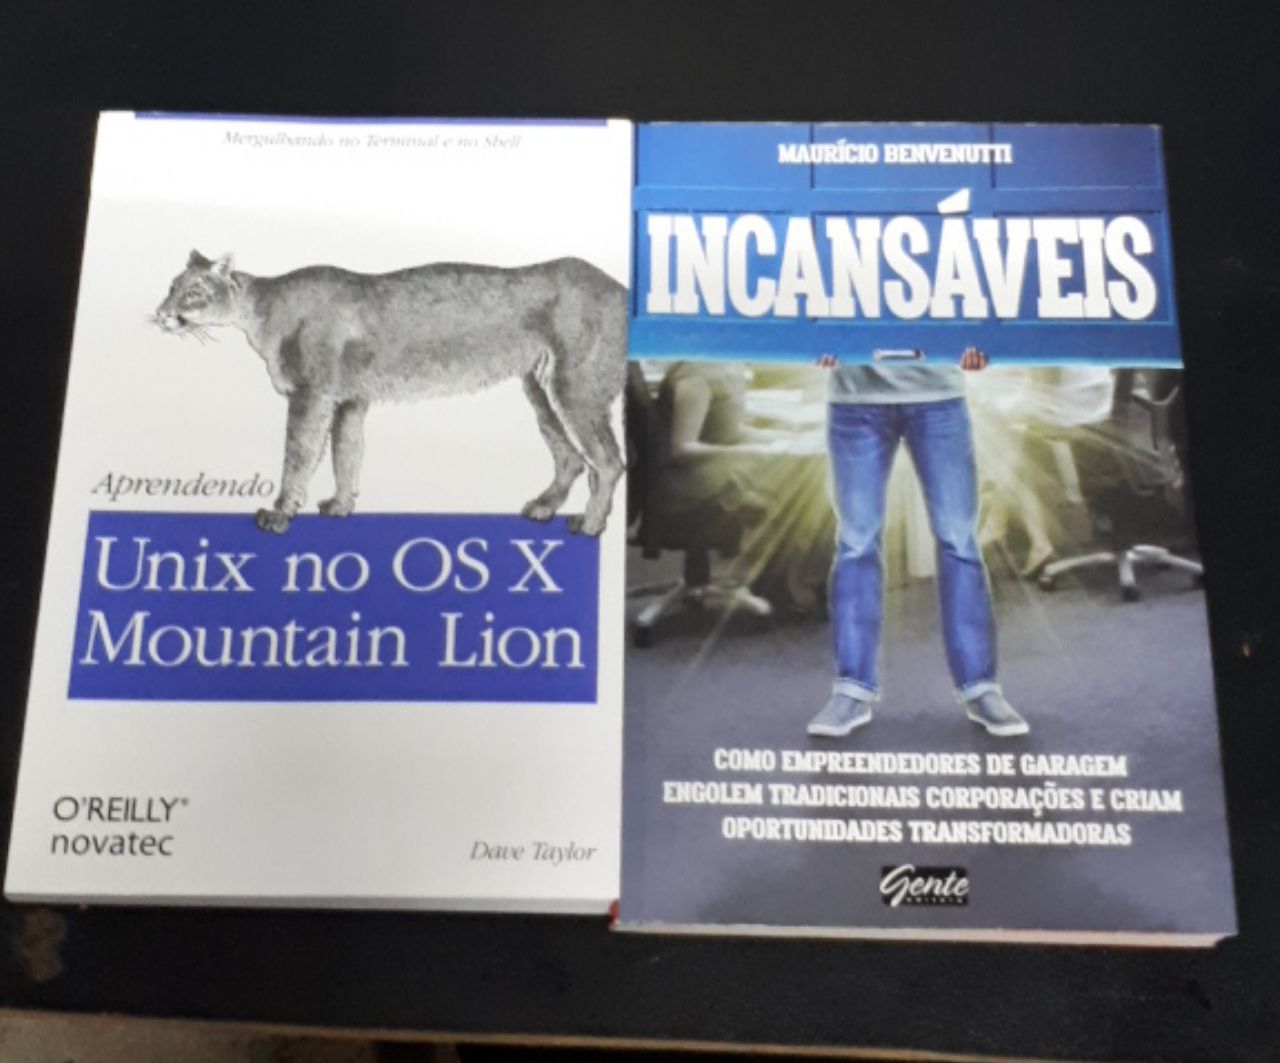 Mergulhando no Terminal e no Shell
Aprendendo
Unix no OS X
Mountain Lion
O'REILLY®
novatec
Dave Taylor
MAURÍCIO BENVENUTTI
INCANSÁVEIS
COMO EMPREENDEDORES DE GARAGEM
ENGOLEM TRADICIONAIS CORPORAÇÕES E CRIAM
OPORTUNIDADES TRANSFORMADORAS
Gente
EDITORA